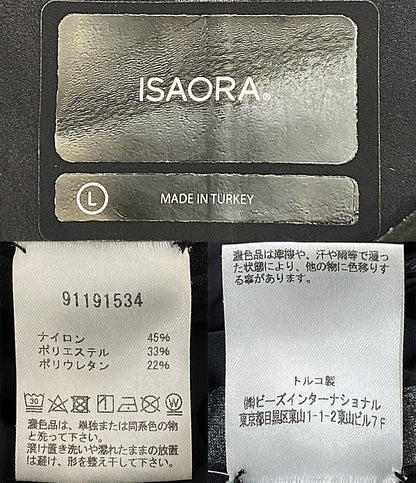 ISAORA®
L MADE IN TURKEY
91191534
ナイロン 45%
ポリエステル 33%
ポリウレタン 22%
30
W
洗濯の際は、単独または同系色の物
と洗って下さい。
漬け置き洗いや濡れたままの放置
は避け、形を整え干して下さい。
濃色品は摩擦や、汗や雨等で湿っ
た状態により、他の物に色移りす
る事があります。
トルコ製
㈱ビーズインターナショナル
東京都目黒区東山1-1-2東山ビル7F